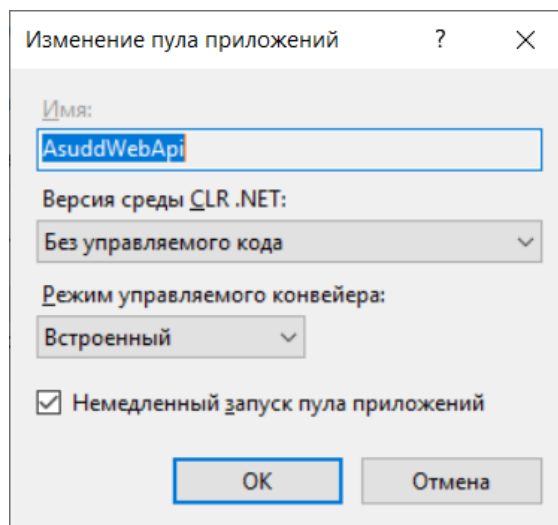 Изменение пула приложений ?
Имя:
AsuddWebApi
Версия среды CLR .NET:
Без управляемого кода
Режим управляемого конвейера:
Встроенный
Немедленный запуск пула приложений
OK Отмена